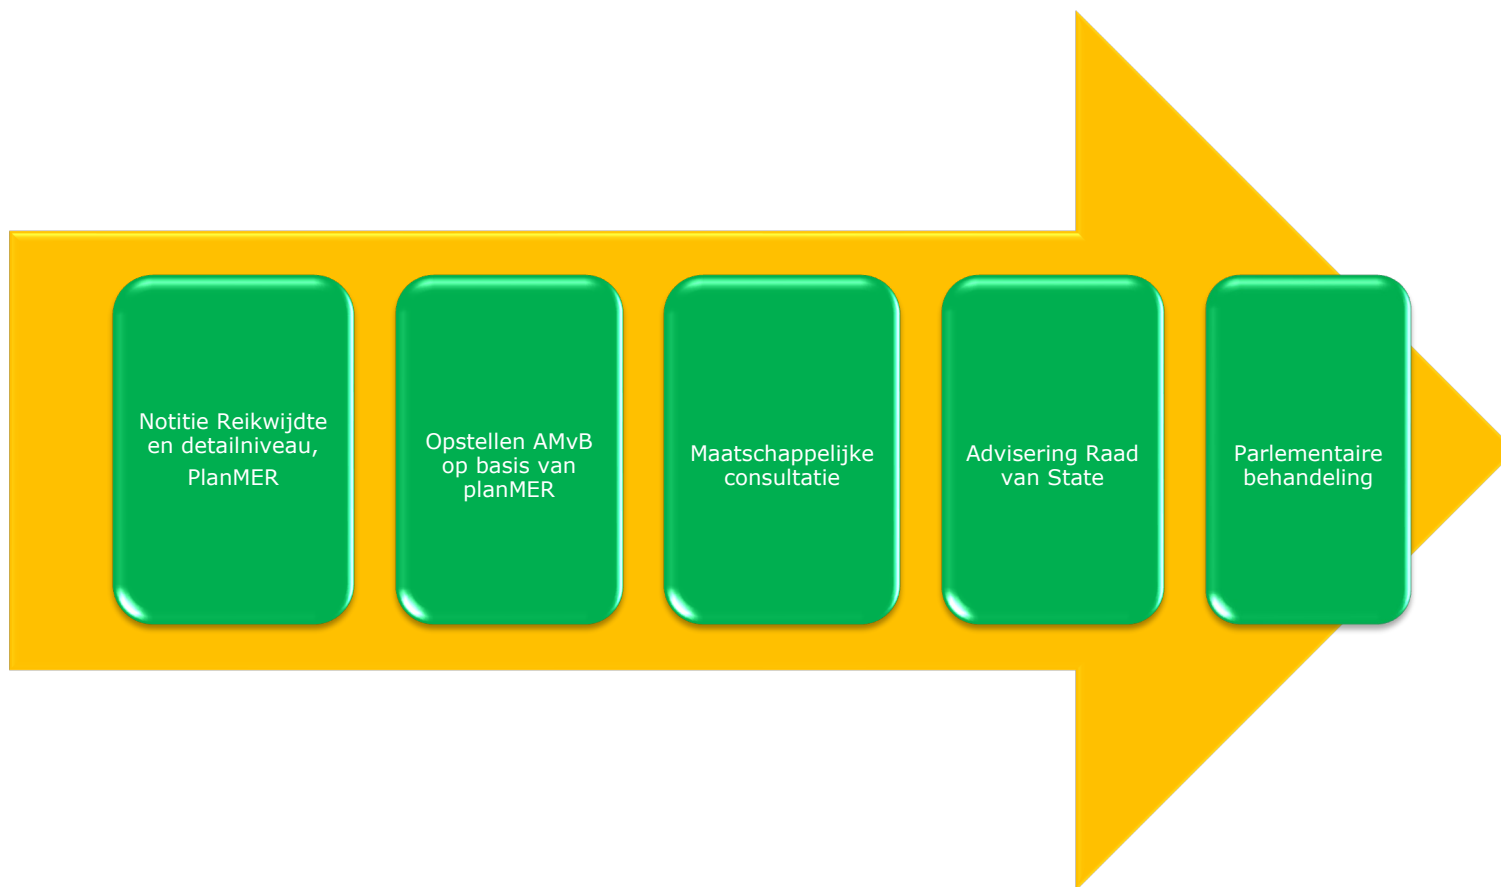 Notitie Reikwijdte
en detailniveau,
PlanMER
Opstellen AMvB
op basis van
planMER
Maatschappelijke
consultatie
Advisering Raad
van State
Parlementaire
behandeling